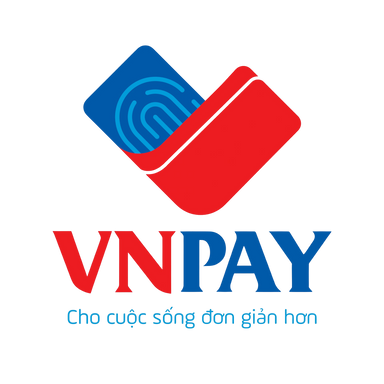 VNPAY
Cho cuộc sống đơn giản hơn